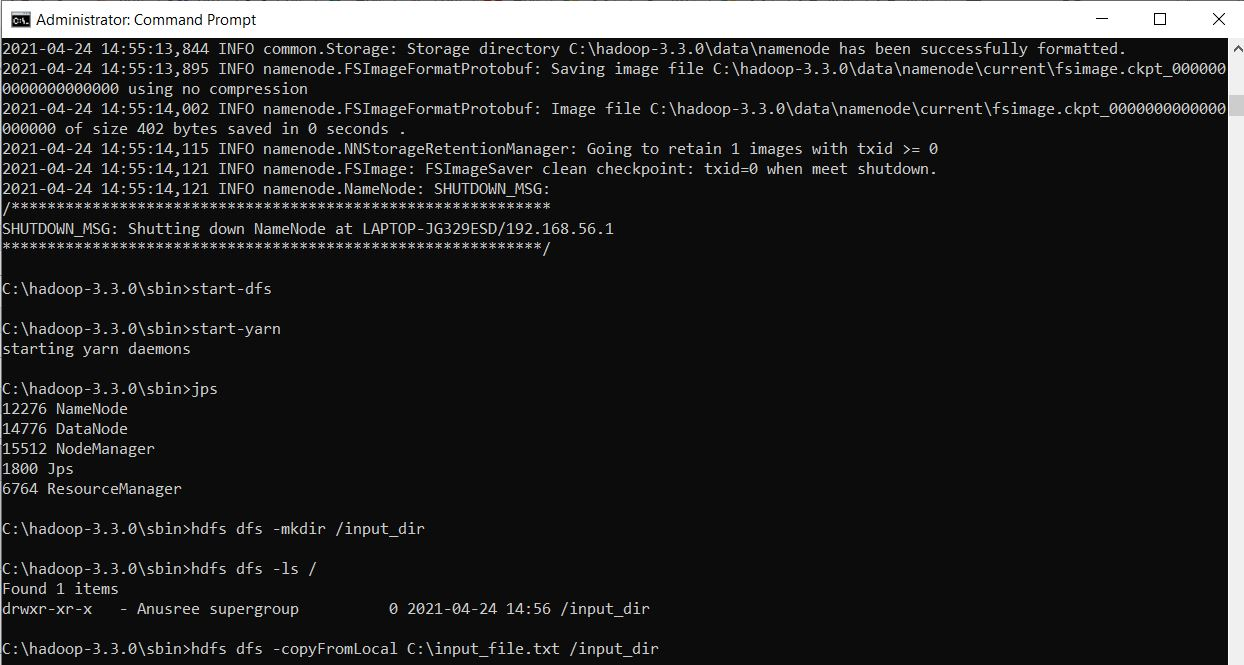 Administrator: Command Prompt
2021-04-24 14:55:13,844 INFO common.Storage: Storage directory C:\hadoop-3.3.0\data\namenode has been successfully formatted.
2021-04-24 14:55:13,895 INFO namenode.FSImageFormatProtobuf: Saving image file C:\hadoop-3.3.0\data\namenode\current\fsimage.ckpt_000000
0000000000000 using no compression
2021-04-24 14:55:14,002 INFO namenode.FSImageFormatProtobuf: Image file C:\hadoop-3.3.0\data\namenode\current\fsimage.ckpt_0000000000000
000000 of size 402 bytes saved in 0 seconds .
2021-04-24 14:55:14,115 INFO namenode.NNStorageRetentionManager: Going to retain 1 images with txid >= 0
2021-04-24 14:55:14,121 INFO namenode.FSImage: FSImageSaver clean checkpoint: txid=0 when meet shutdown.
2021-04-24 14:55:14,121 INFO namenode.NameNode: SHUTDOWN_MSG:
/************************************************************
SHUTDOWN_MSG: Shutting down NameNode at LAPTOP-JG329ESD/192.168.56.1
************************************************************/
C:\hadoop-3.3.0\sbin>start-dfs
C:\hadoop-3.3.0\sbin>start-yarn
starting yarn daemons
C:\hadoop-3.3.0\sbin>jps
12276 NameNode
14776 DataNode
15512 NodeManager
1800 Jps
6764 ResourceManager
C:\hadoop-3.3.0\sbin>hdfs dfs -mkdir /input_dir
C:\hadoop-3.3.0\sbin>hdfs dfs -ls /
Found 1 items
drwxr-xr-x   - Anusree supergroup          0 2021-04-24 14:56 /input_dir
C:\hadoop-3.3.0\sbin>hdfs dfs -copyFromLocal C:\input_file.txt /input_dir